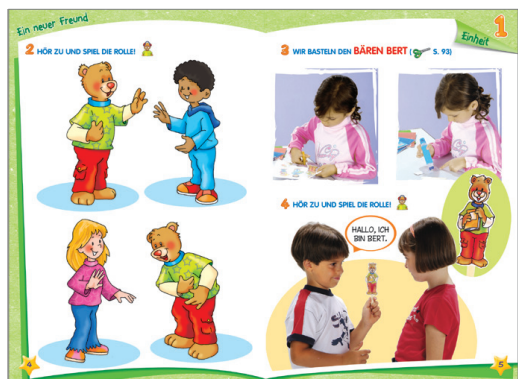 Ein neuer Freund
2 HÖR ZU UND SPIEL DIE ROLLE!
4
1
Einheit
3 WIR BASTELN DEN BÄREN BERT ( S. 93)
4 HÖR ZU UND SPIEL DIE ROLLE!
HALLO, ICH
BIN BERT.
5